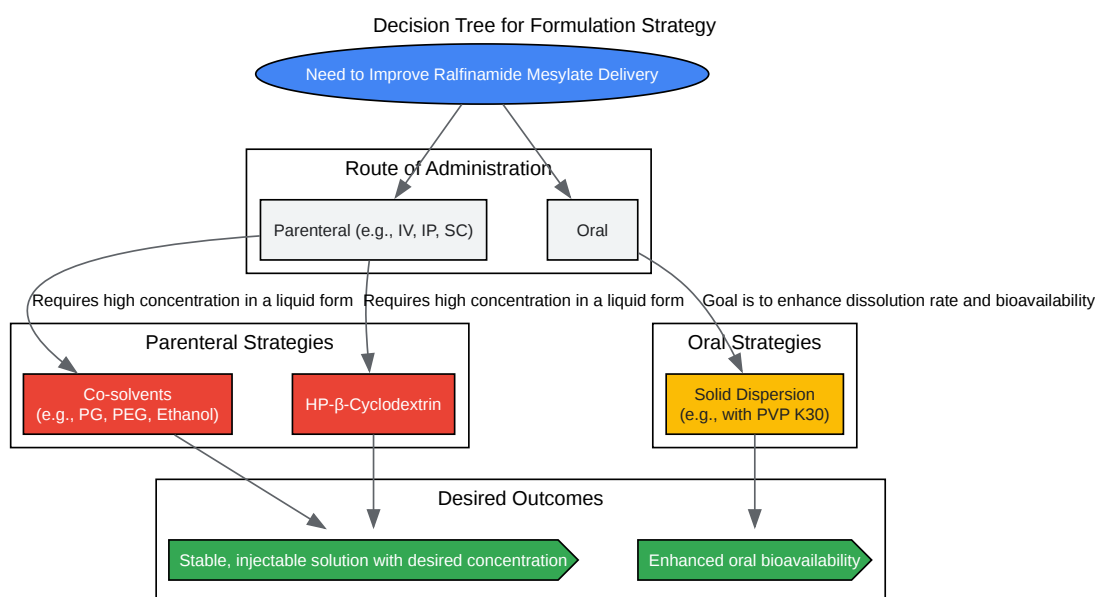 Decision Tree for Formulation Strategy
Need to Improve Ralfinamide Mesylate Delivery
Route of Administration
Parenteral (e.g., IV, IP, SC)
Oral
Requires high concentration in a liquid form
Requires high concentration in a liquid form
Goal is to enhance dissolution rate and bioavailability
Parenteral Strategies
Oral Strategies
Co-solvents
(e.g., PG, PEG, Ethanol)
HP-β-Cyclodextrin
Solid Dispersion
(e.g., with PVP K30)
Desired Outcomes
Stable, injectable solution with desired concentration
Enhanced oral bioavailability